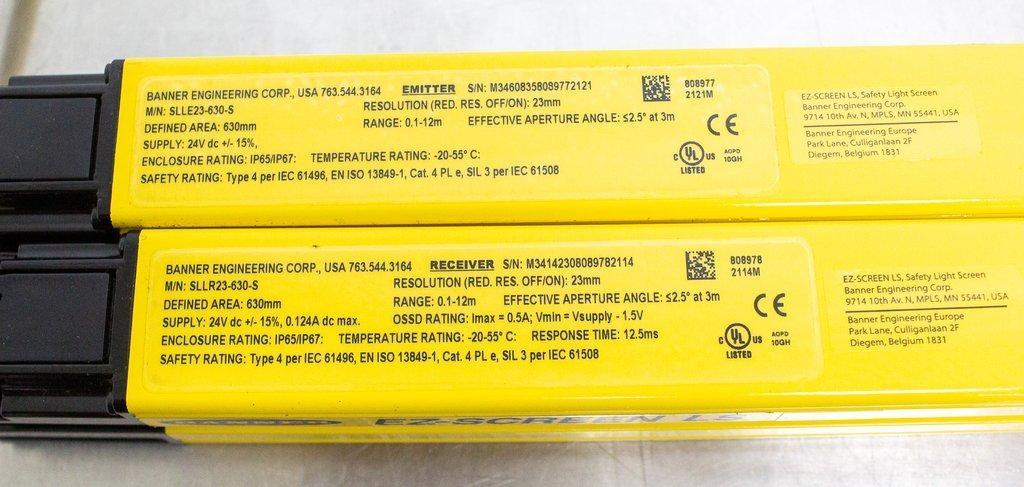 BANNER ENGINEERING CORP., USA 763.544.3164 EMITTER S/N: M34608358089772121
M/N: SLLE23-630-S RESOLUTION (RED. RES. OFF/ON): 23mm
DEFINED AREA: 630mm RANGE: 0.1-12m EFFECTIVE APERTURE ANGLE: ≤2.5° at 3m
SUPPLY: 24V dc +/- 15%,
ENCLOSURE RATING: IP65/IP67: TEMPERATURE RATING: -20-55° C:
SAFETY RATING: Type 4 per IEC 61496, EN ISO 13849-1, Cat. 4 PL e, SIL 3 per IEC 61508
808977
2121M
CE
C UL US
LISTED
AOPD
10GH
EZ-SCREEN LS, Safety Light Screen
Banner Engineering Corp.
9714 10th Av. N, MPLS, MN 55441, USA
Banner Engineering Europe
Park Lane, Culliganlaan 2F
Diegem, Belgium 1831
BANNER ENGINEERING CORP., USA 763.544.3164 RECEIVER S/N: M34142308089782114
M/N: SLLR23-630-S RESOLUTION (RED. RES. OFF/ON): 23mm
DEFINED AREA: 630mm RANGE: 0.1-12m EFFECTIVE APERTURE ANGLE: ≤2.5° at 3m
SUPPLY: 24V dc +/- 15%, 0.124A dc max. OSSD RATING: Imax = 0.5A; Vmin = Vsupply - 1.5V
ENCLOSURE RATING: IP65/IP67: TEMPERATURE RATING: -20-55° C: RESPONSE TIME: 12.5ms
SAFETY RATING: Type 4 per IEC 61496, EN ISO 13849-1, Cat. 4 PL e, SIL 3 per IEC 61508
808978
2114M
CE
C UL US
LISTED
AOPD
10GH
EZ-SCREEN LS, Safety Light Screen
Banner Engineering Corp.
9714 10th Av. N, MPLS, MN 55441, USA
Banner Engineering Europe
Park Lane, Culliganlaan 2F
Diegem, Belgium 1831
BANNER EZ-SCREEN LS